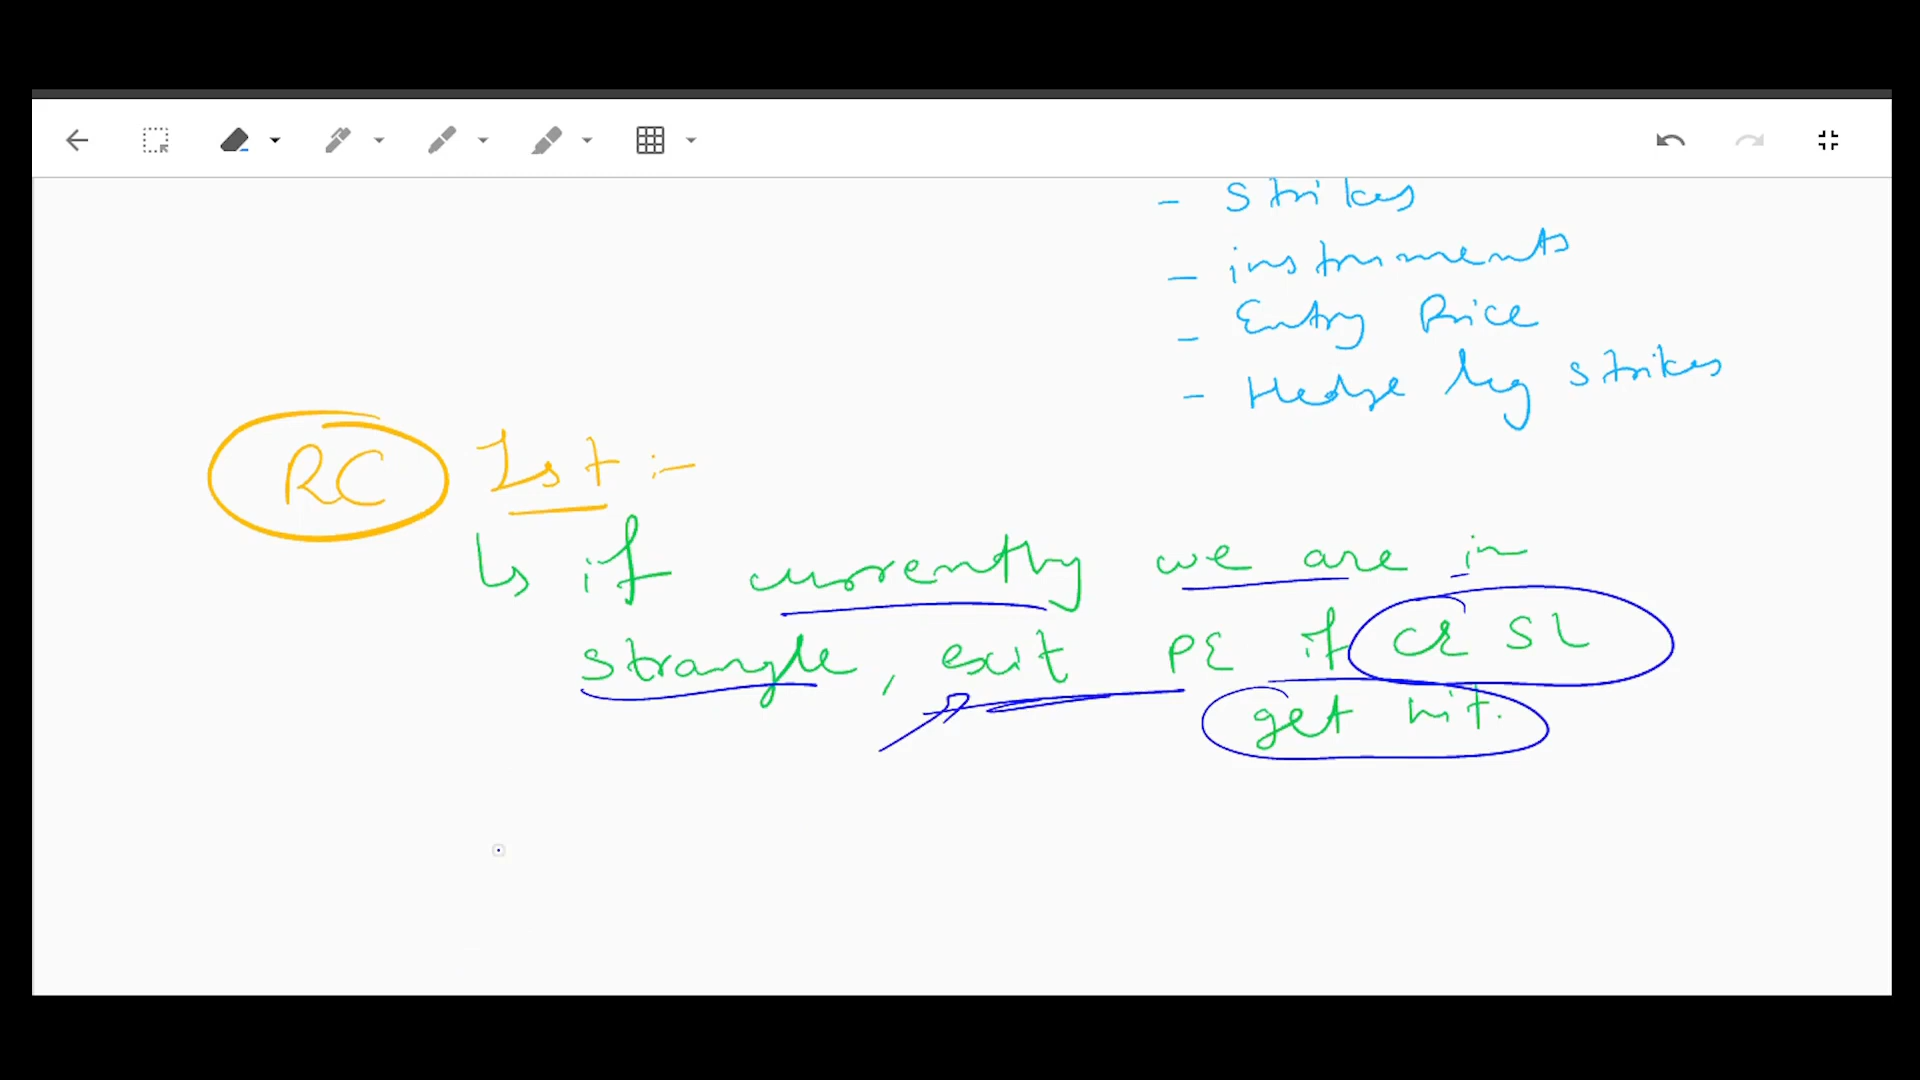 - Strikes
- instruments
- Entry Price
- Hedge leg strikes
RC Ist :-
↳ if currently we are in
strangle, exit PE if CE SL
get hit.